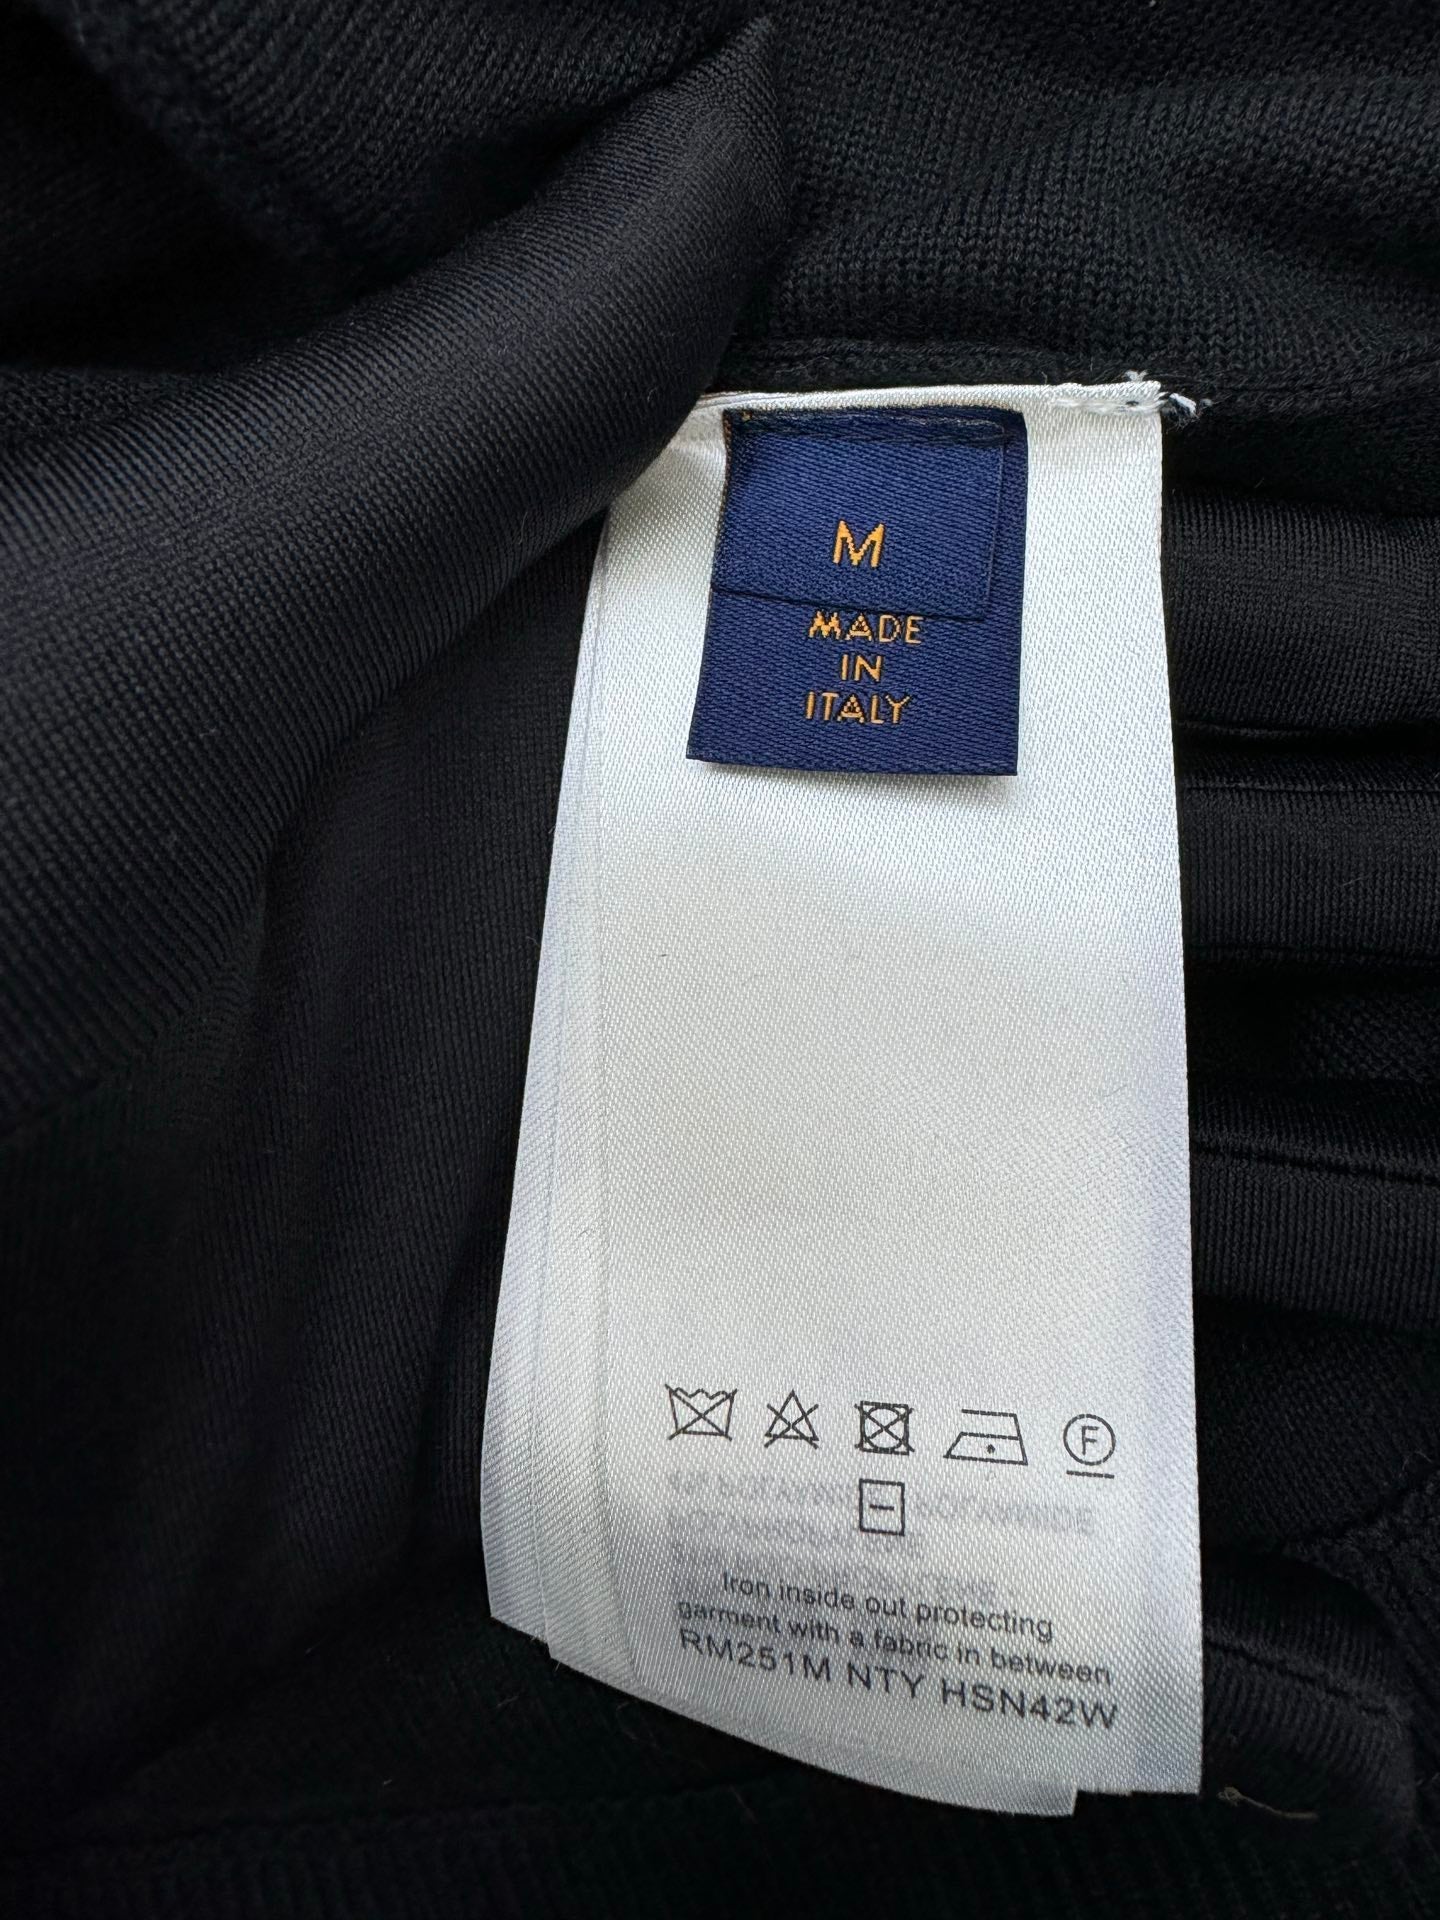 M
MADE
IN
ITALY
F
Iron inside out protecting
garment with a fabric in between
RM251M NTY HSN42W